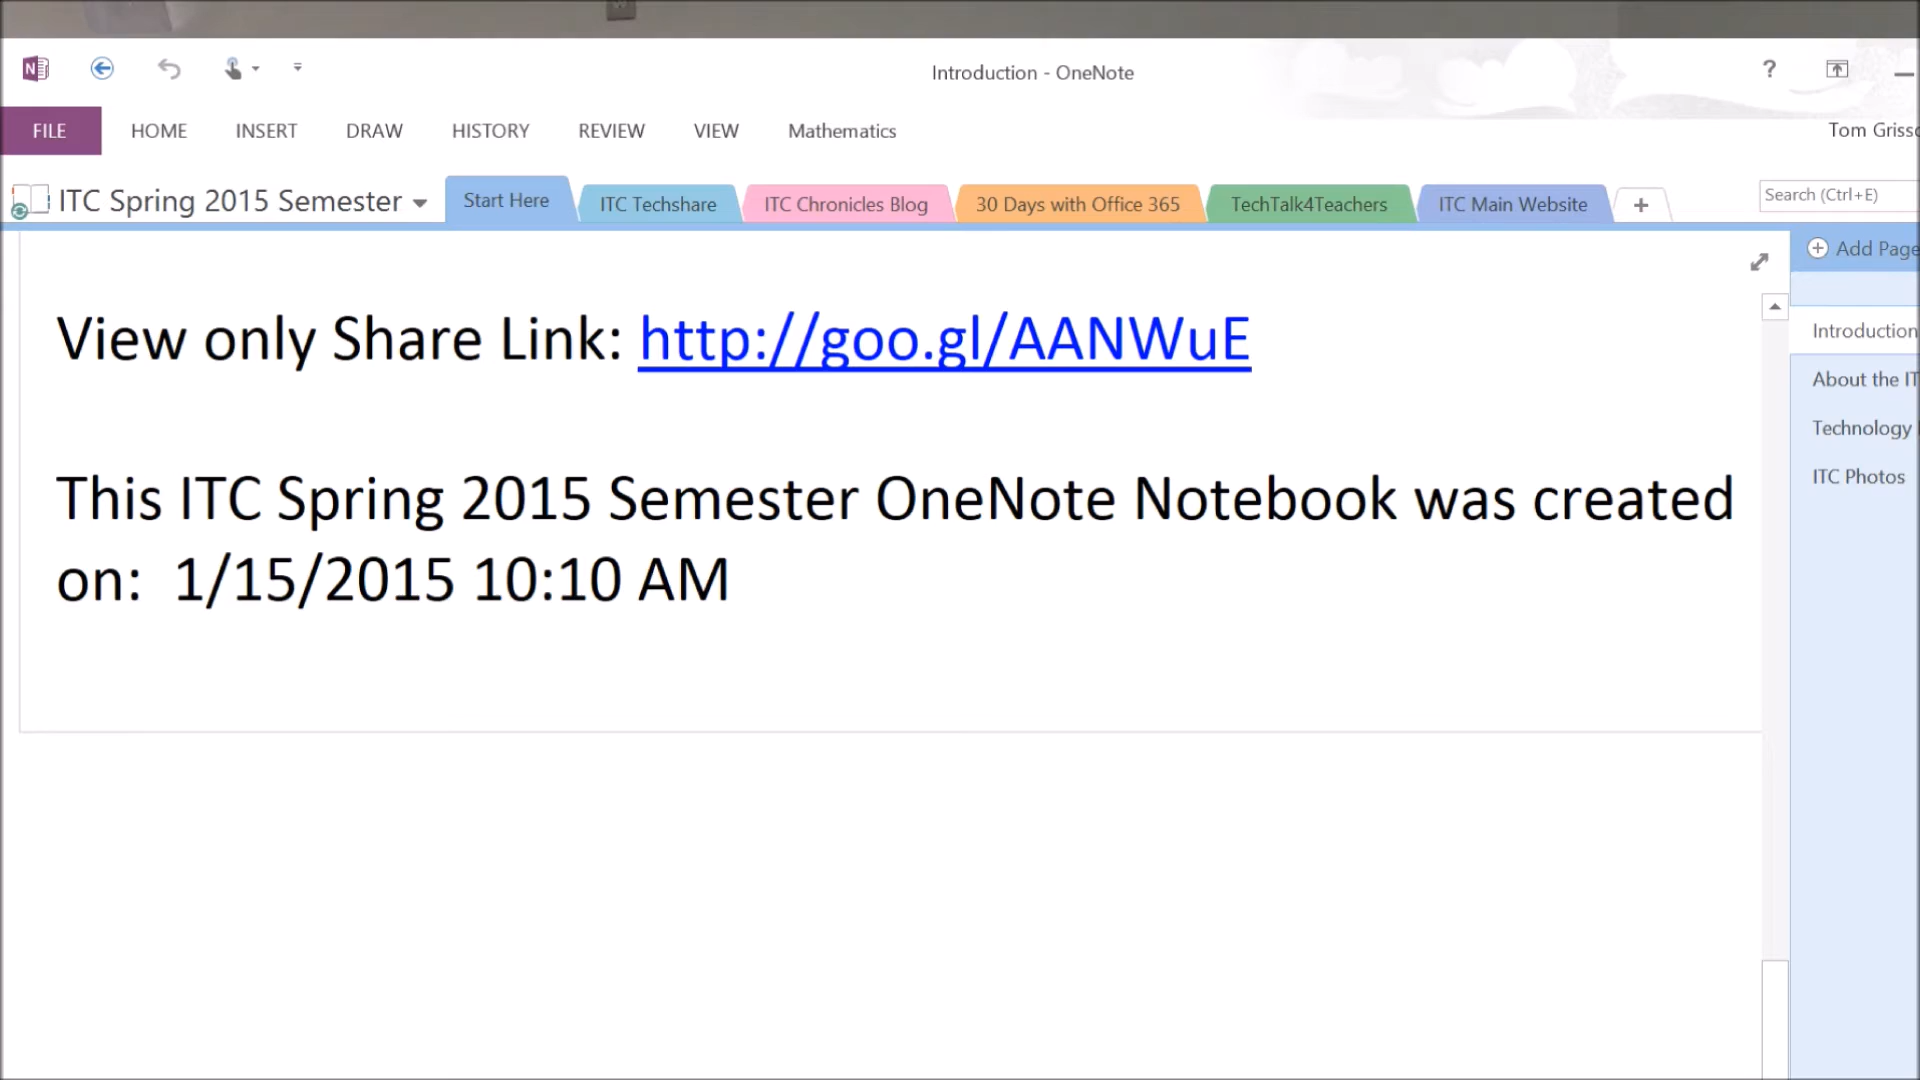 Introduction - OneNote
?
FILE HOME INSERT DRAW HISTORY REVIEW VIEW Mathematics
Tom
ITC Spring 2015 Semester
Start Here
ITC Techshare
ITC Chronicles Blog
30 Days with Office 365
TechTalk4Teachers
ITC Main Website
+
Search (Ctrl+E)
Add Page
Introduction
About the
Technology
ITC Photos
View only Share Link: http://goo.gl/AANWuE
This ITC Spring 2015 Semester OneNote Notebook was created
on: 1/15/2015 10:10 AM